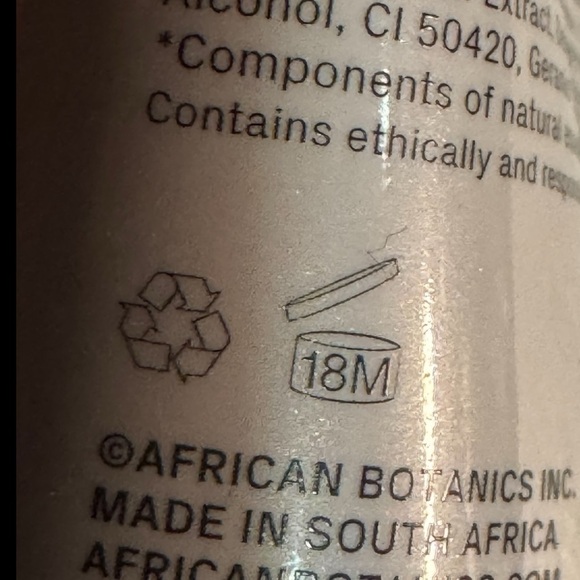 Alcohol, CI 50420,
*Components of natural
Contains ethically and
18M
©AFRICAN BOTANICS INC.
MADE IN SOUTH AFRICA